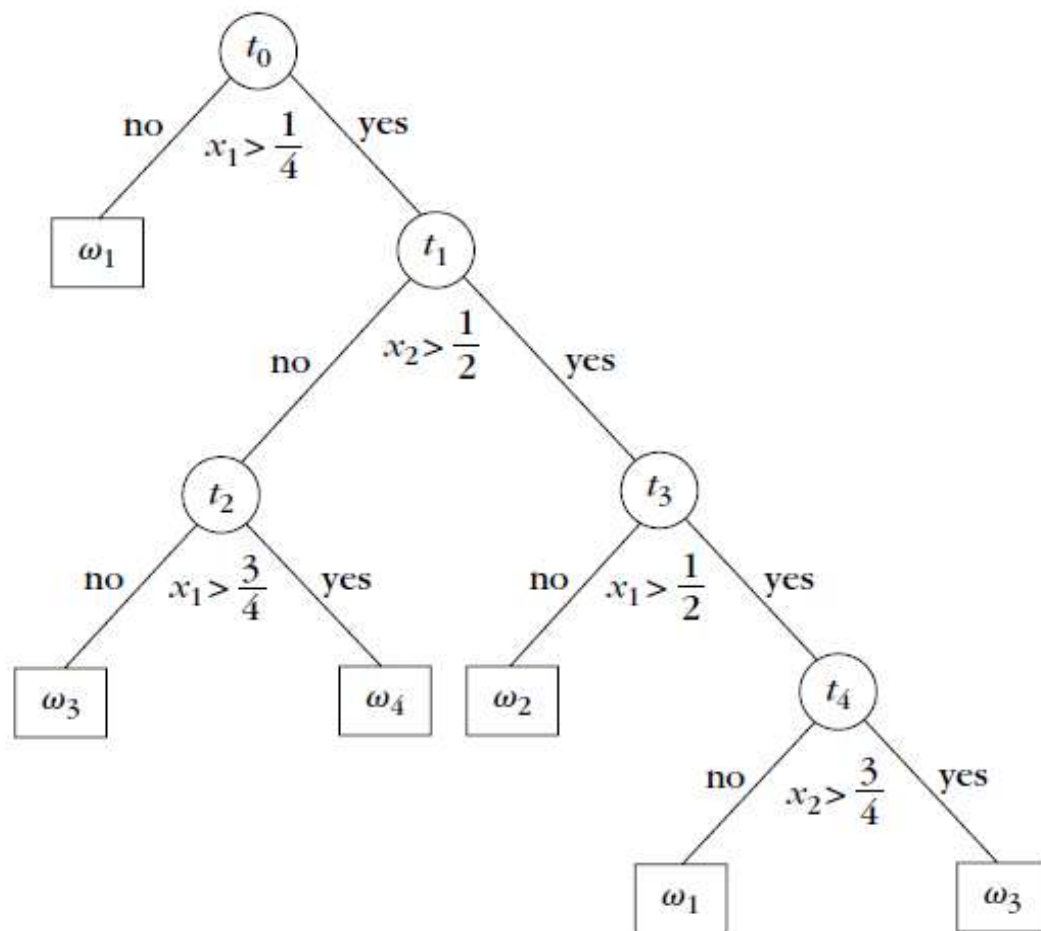 t₀
no yes
x₁ > 1/4
ω₁ t₁
x₂ > 1/2
no yes
t₂ t₃
no x₁ > 3/4 yes no x₁ > 1/2 yes
ω₃ ω₄ ω₂ t₄
no x₂ > 3/4 yes
ω₁ ω₃